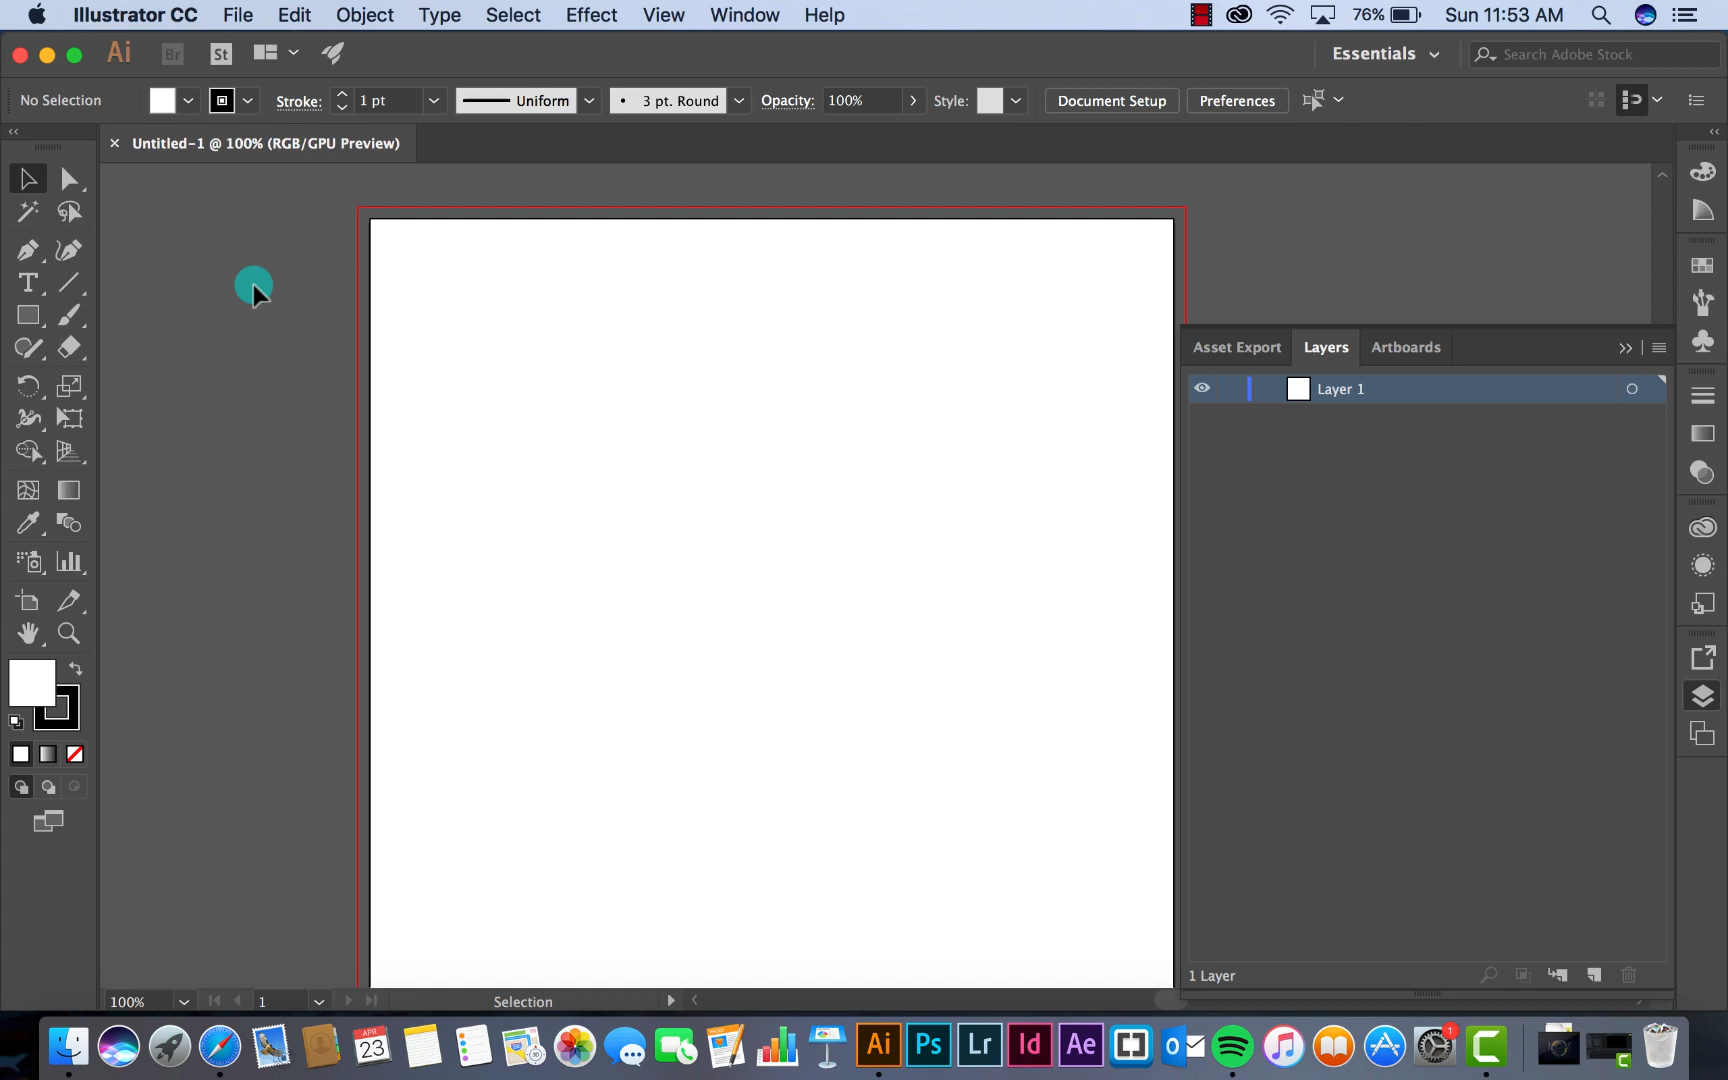 Illustrator CC File Edit Object Type Select Effect View Window Help 76% Sun 11:53 AM
Ai Br St Essentials Search Adobe Stock
No Selection Stroke: 1 pt Uniform 3 pt. Round Opacity: 100% Style: Document Setup Preferences
Untitled-1 @ 100% (RGB/GPU Preview)
T
Asset Export Layers Artboards
Layer 1
1 Layer
100% 1 Selection
APR
23
Ai Ps Lr Id Ae
1